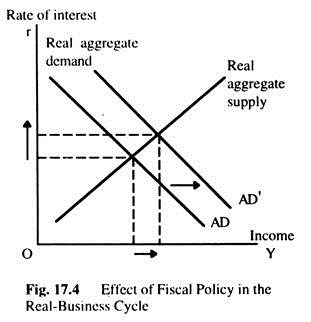 Rate of interest
r
Real aggregate
demand
Real
aggregate
supply
AD'
AD
Income
O
Y
Fig. 17.4 Effect of Fiscal Policy in the
Real-Business Cycle